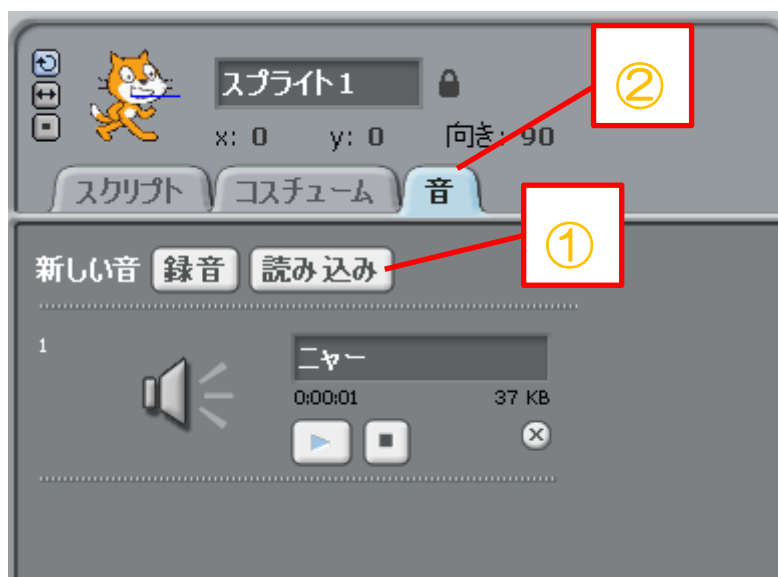 スプライト1
②
x: 0 y: 0 向き: 90
スクリプト コスチューム 音
①
新しい音 録音 読み込み
1
ニャー
0:00:01 37 KB